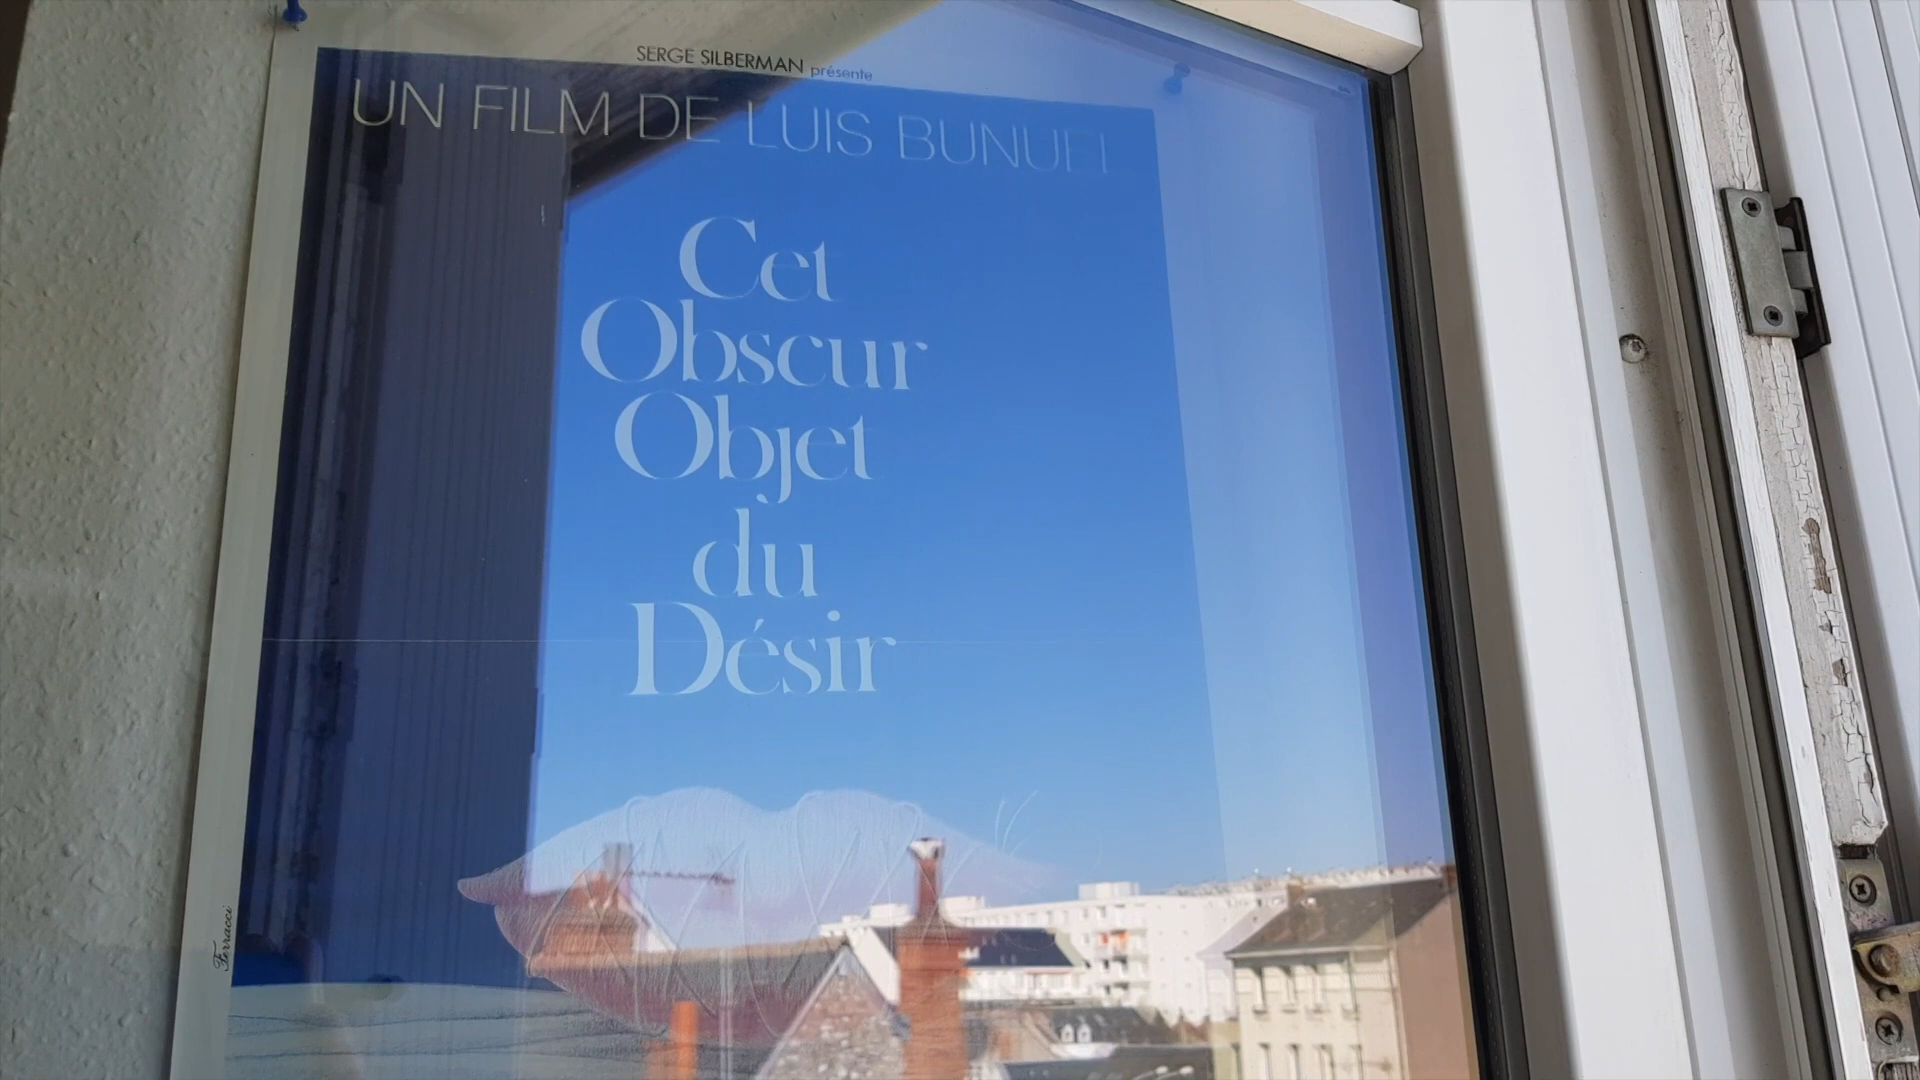 SERGE SILBERMAN présente
UN FILM DE LUIS BUNUEL
Cet
Obscur
Objet
du
Désir
Ferracci